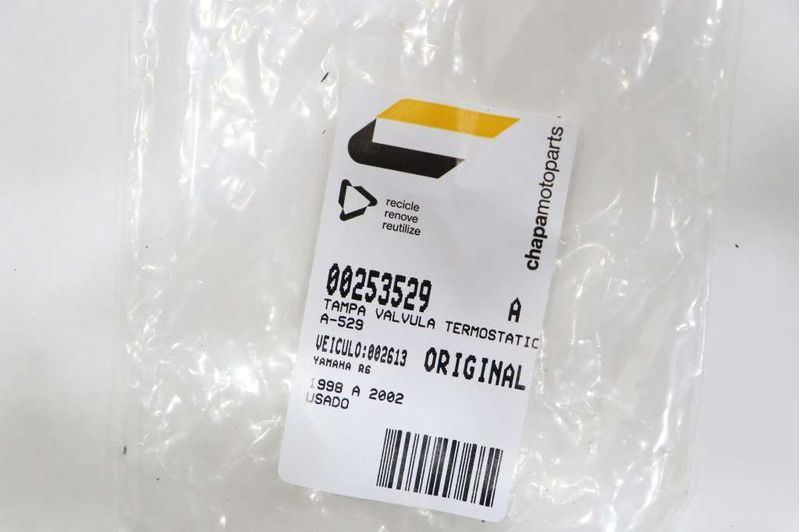 chapamotoparts
recicle
renove
reutilize
00253529 A
TAMPA VALVULA TERMOSTATIC
A-529
VEICULO:002613 ORIGINAL
YAMAHA R6
1998 A 2002
USADO